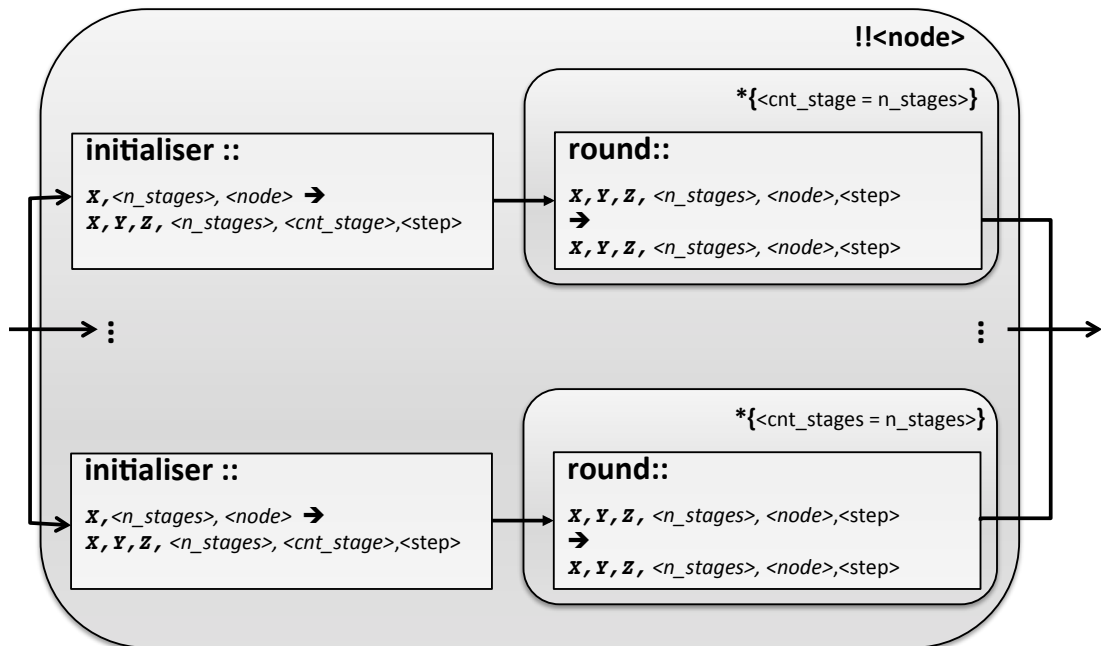 !!<node>
*{<cnt_stage = n_stages>}
initialiser ::
X,<n_stages>, <node> ➔
X,Y,Z, <n_stages>, <cnt_stage>,<step>
round::
X,Y,Z, <n_stages>, <node>,<step>
➔
X,Y,Z, <n_stages>, <node>,<step>
⋮ ⋮
*{<cnt_stages = n_stages>}
initialiser ::
X,<n_stages>, <node> ➔
X,Y,Z, <n_stages>, <cnt_stage>,<step>
round::
X,Y,Z, <n_stages>, <node>,<step>
➔
X,Y,Z, <n_stages>, <node>,<step>